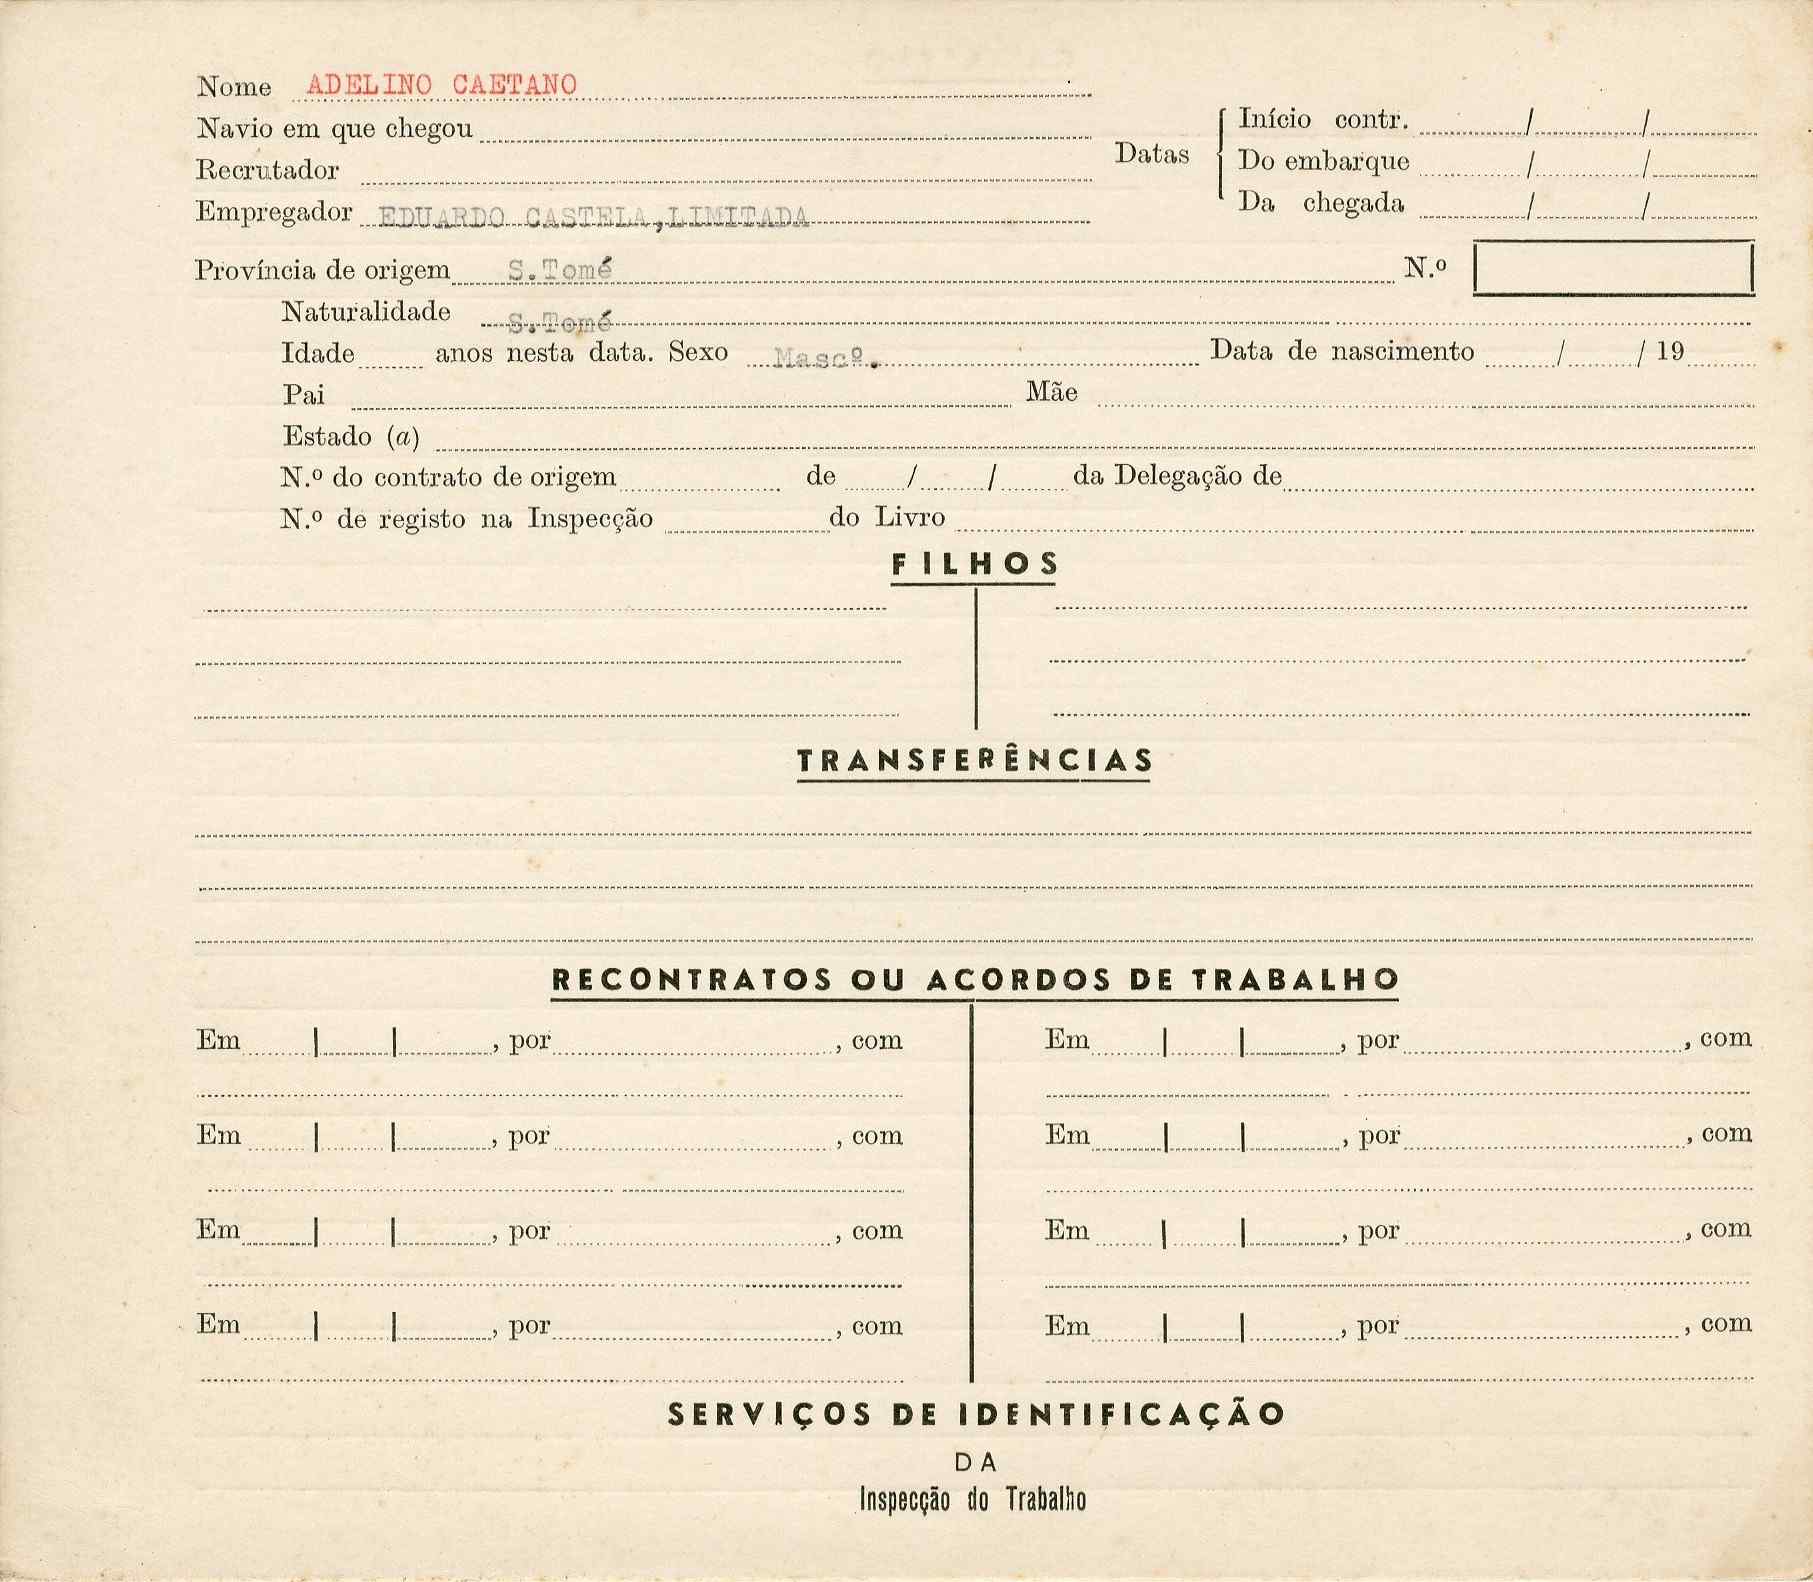 Nome ADELINO CAETANO
Navio em que chegou
Recrutador
Empregador EDUARDO CASTELA,LIMITADA
Datas
Início contr. / /
Do embarque / /
Da chegada / /
Província de origem S.Tomé N.º
Naturalidade S.Tomé
Idade anos nesta data. Sexo Mascº. Data de nascimento / / 19
Pai Mãe
Estado (a)
N.º do contrato de origem de / / da Delegação de
N.º de registo na Inspecção do Livro
FILHOS
TRANSFERÊNCIAS
RECONTRATOS OU ACORDOS DE TRABALHO
Em | | , por , com Em | | , por , com
Em | | , por , com Em | | , por , com
Em | | , por , com Em | | , por , com
Em | | , por , com Em | | , por , com
SERVIÇOS DE IDENTIFICAÇÃO
DA
Inspecção do Trabalho